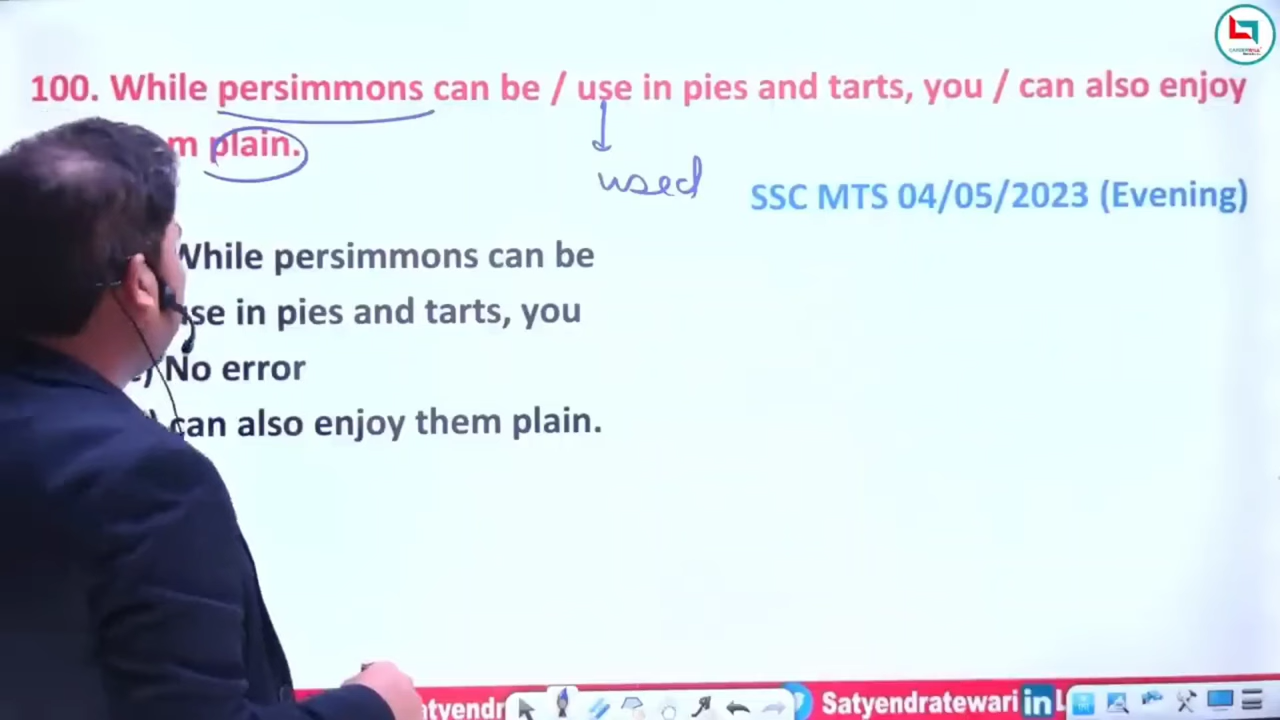 100. While persimmons can be / use in pies and tarts, you / can also enjoy
plain.
used
SSC MTS 04/05/2023 (Evening)
While persimmons can be
use in pies and tarts, you
No error
can also enjoy them plain.
Satyendratewari in L